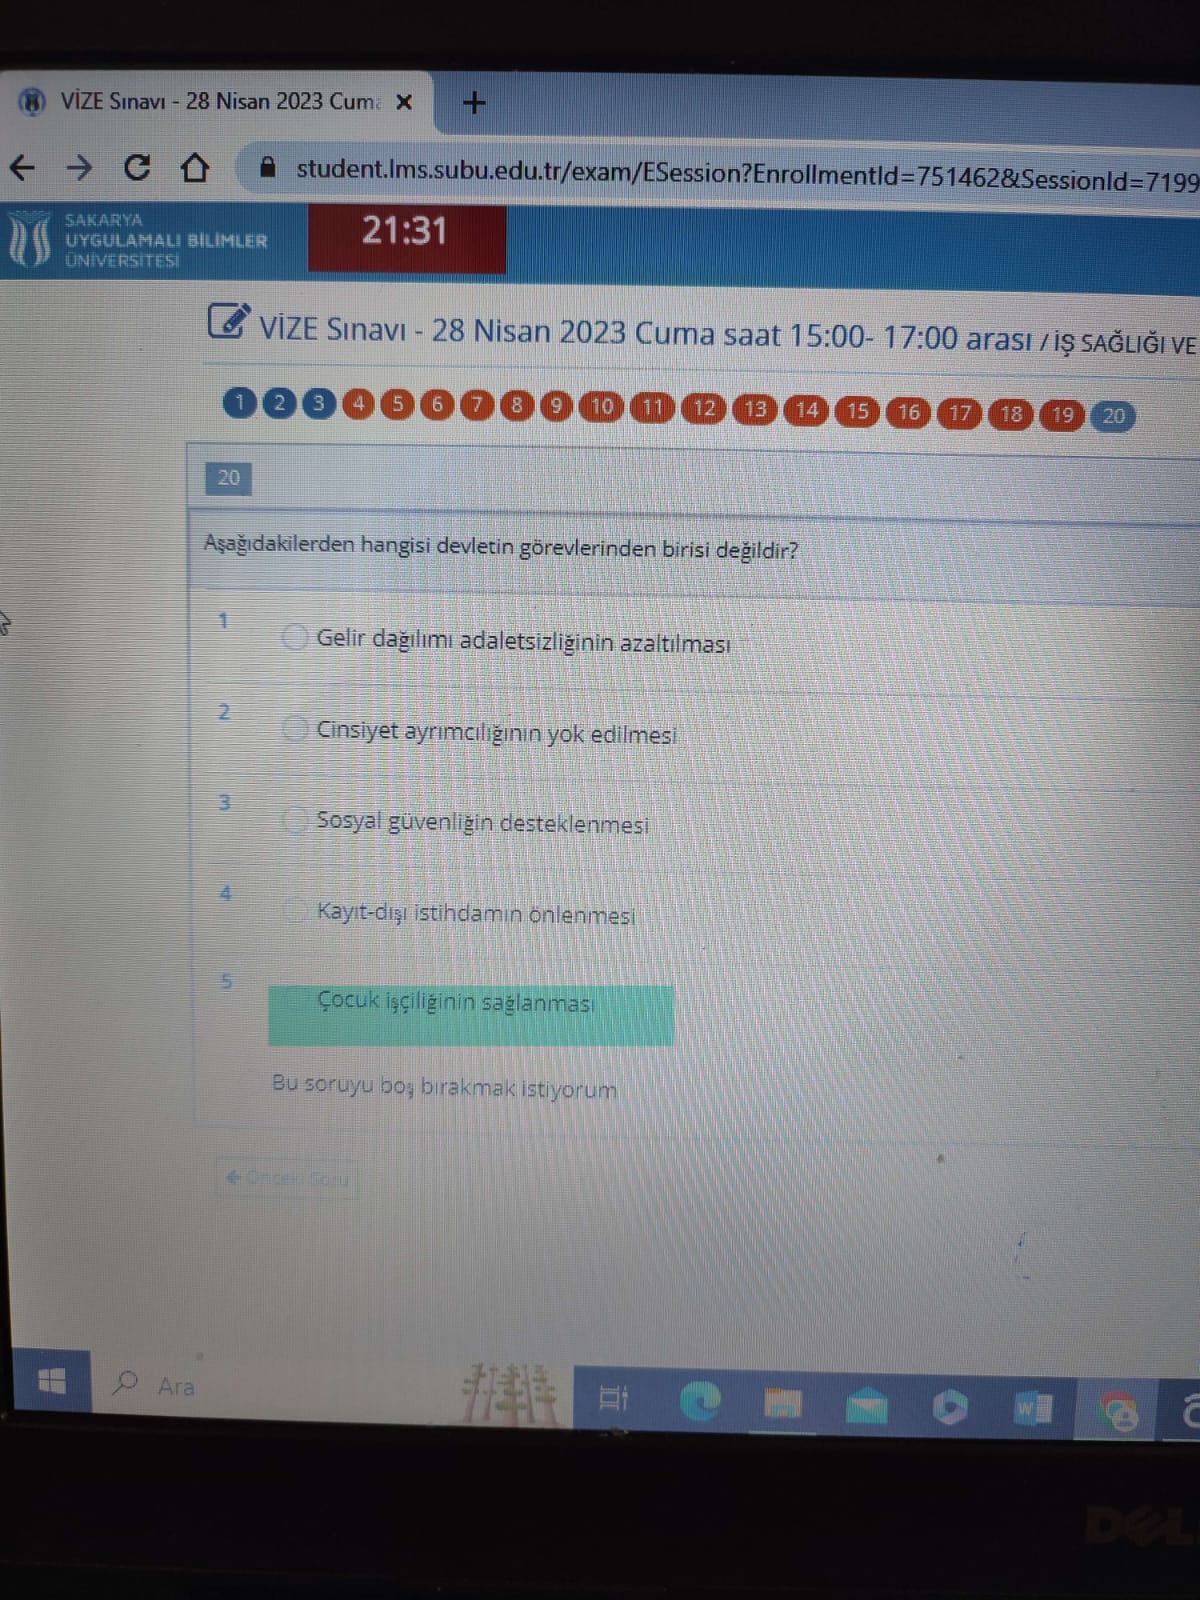 VİZE Sınavı - 28 Nisan 2023 Cuma
student.lms.subu.edu.tr/exam/ESession?EnrollmentId=751462&SessionId=7199
SAKARYA
UYGULAMALI BİLİMLER
ÜNİVERSİTESİ
21:31
VİZE Sınavı - 28 Nisan 2023 Cuma saat 15:00- 17:00 arası / İŞ SAĞLIĞI VE
1 2 3 4 5 6 7 8 9 10 11 12 13 14 15 16 17 18 19 20
20
Aşağıdakilerden hangisi devletin görevlerinden birisi değildir?
1
Gelir dağılımı adaletsizliğinin azaltılması
2
Cinsiyet ayrımcılığının yok edilmesi
3
Sosyal güvenliğin desteklenmesi
4
Kayıt-dışı istihdamın önlenmesi
5
Çocuk işçiliğinin sağlanması
Bu soruyu boş bırakmak istiyorum
Önceki Soru
Ara
W
DELL